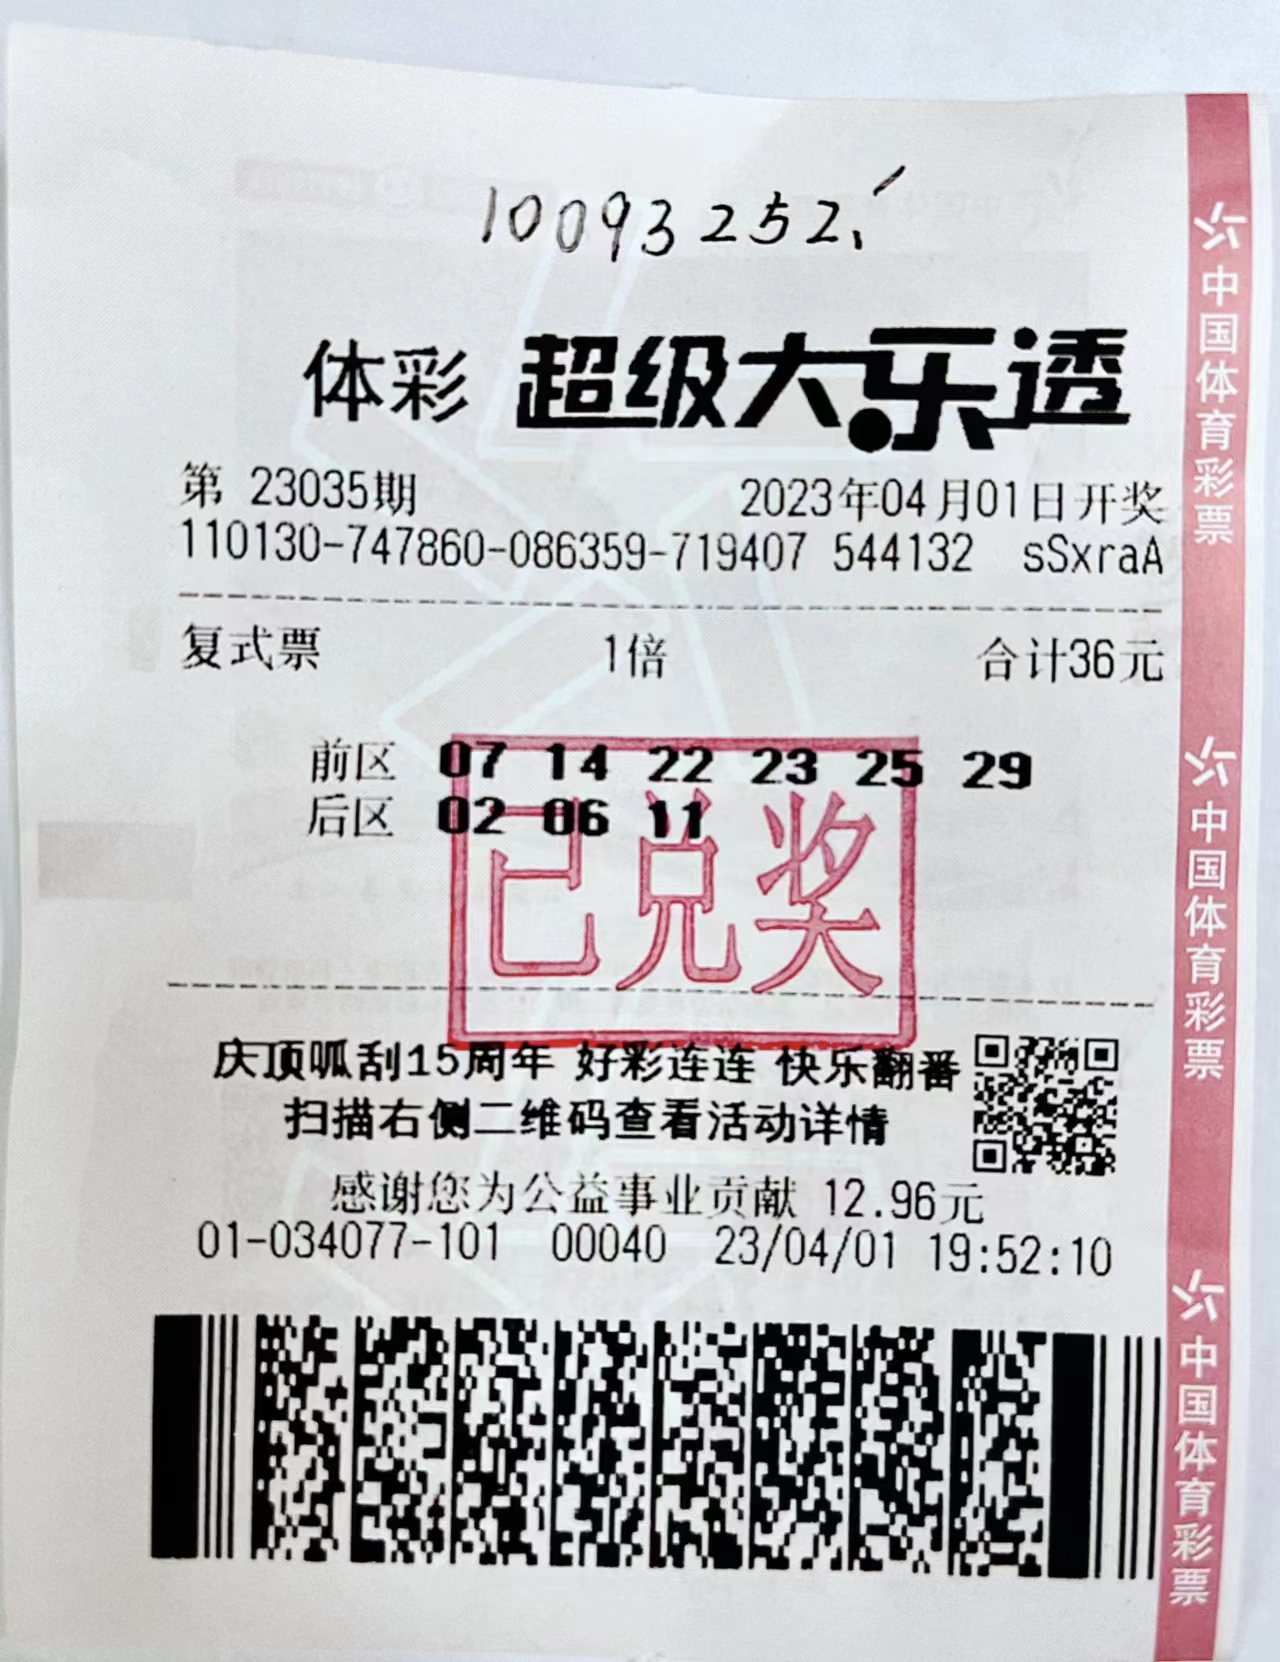 10093252.
体彩 超级大乐透
第 23035期 2023年04月01日开奖
110130-747860-086359-719407 544132 sSxraA
复式票 1倍 合计36元
前区 07 14 22 23 25 29
后区 02 06 11
已兑奖
庆顶呱刮15周年 好彩连连 快乐翻番
扫描右侧二维码查看活动详情
感谢您为公益事业贡献 12.96元
01-034077-101 00040 23/04/01 19:52:10
中国体育彩票
中国体育彩票
中国体育彩票